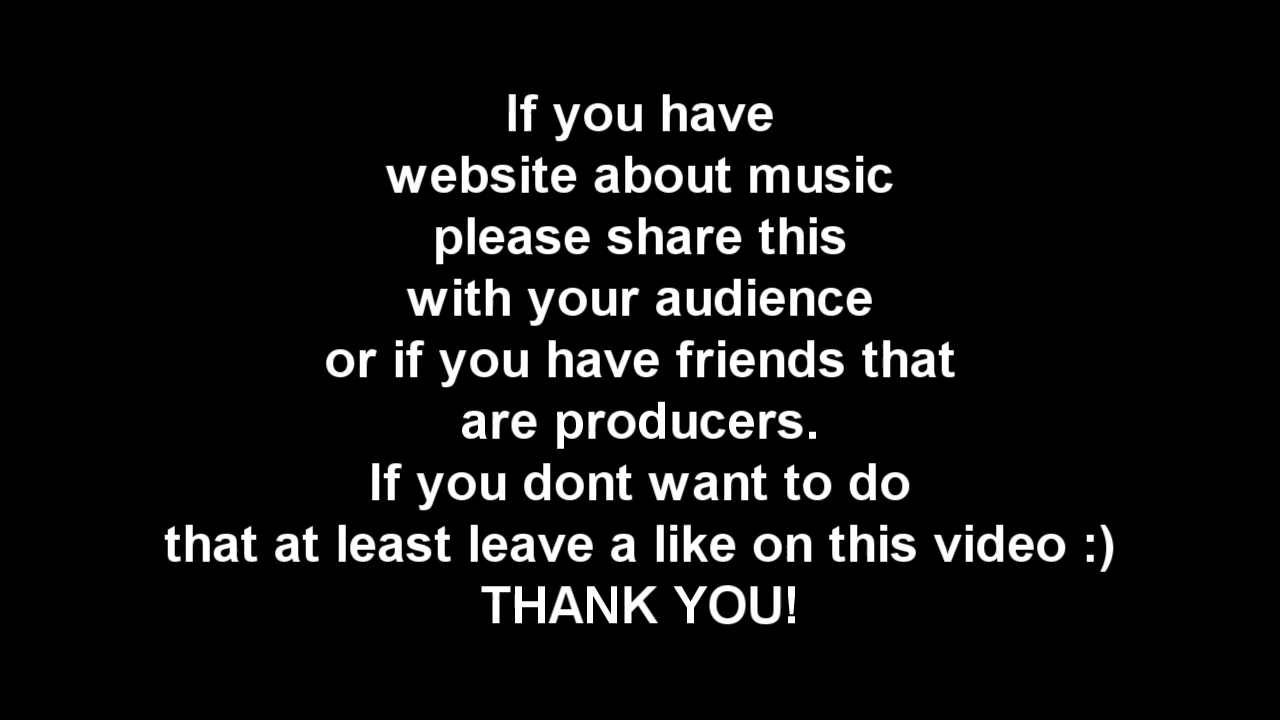 If you have
website about music
please share this
with your audience
or if you have friends that
are producers.
If you dont want to do
that at least leave a like on this video :)
THANK YOU!